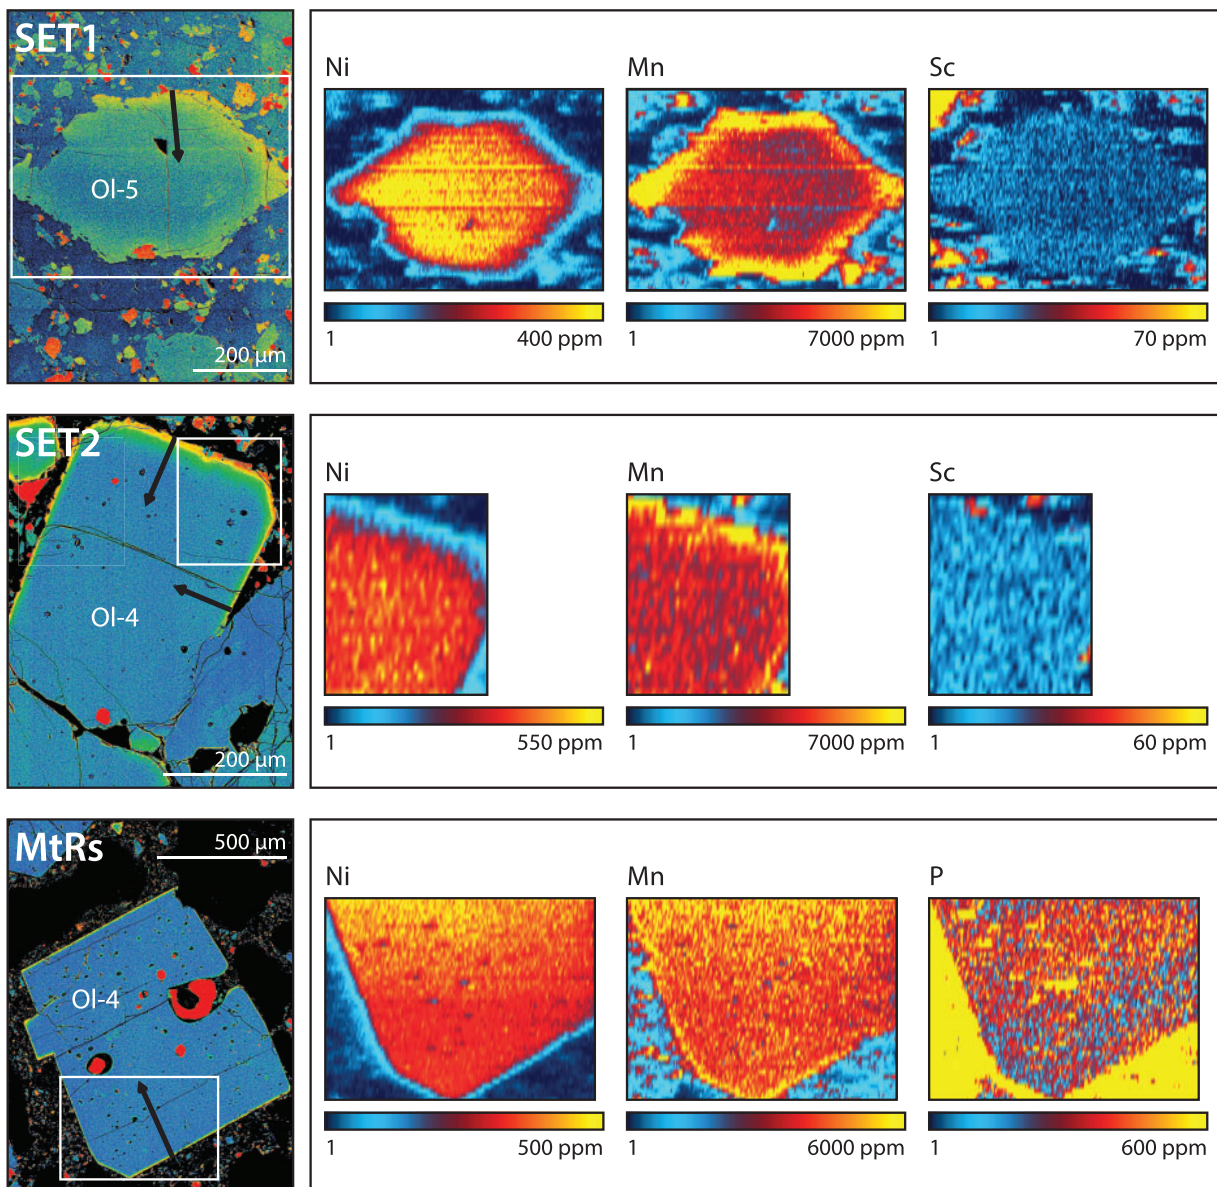 SET1
Ol-5
200 µm
Ni
Mn
Sc
1
400 ppm
1
7000 ppm
1
70 ppm
SET2
Ol-4
200 µm
Ni
Mn
Sc
1
550 ppm
1
7000 ppm
1
60 ppm
MtRs
500 µm
Ol-4
Ni
Mn
P
1
500 ppm
1
6000 ppm
1
600 ppm